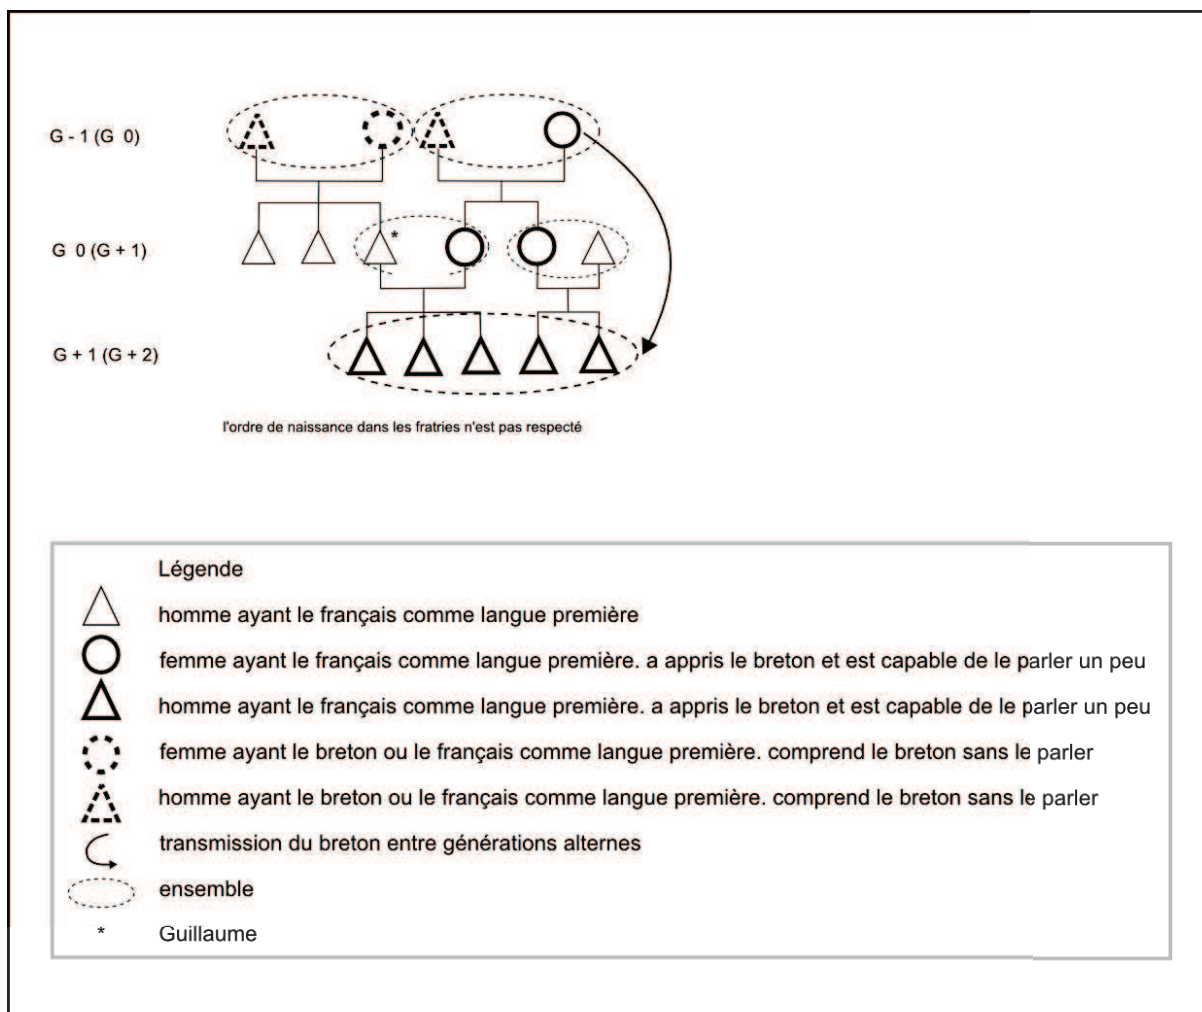 G - 1 (G 0)
*
G 0 (G + 1)
G + 1 (G + 2)
l'ordre de naissance dans les fratries n'est pas respecté
Légende
homme ayant le français comme langue première
femme ayant le français comme langue première. a appris le breton et est capable de le parler un peu
homme ayant le français comme langue première. a appris le breton et est capable de le parler un peu
femme ayant le breton ou le français comme langue première. comprend le breton sans le parler
homme ayant le breton ou le français comme langue première. comprend le breton sans le parler
transmission du breton entre générations alternes
ensemble
* Guillaume